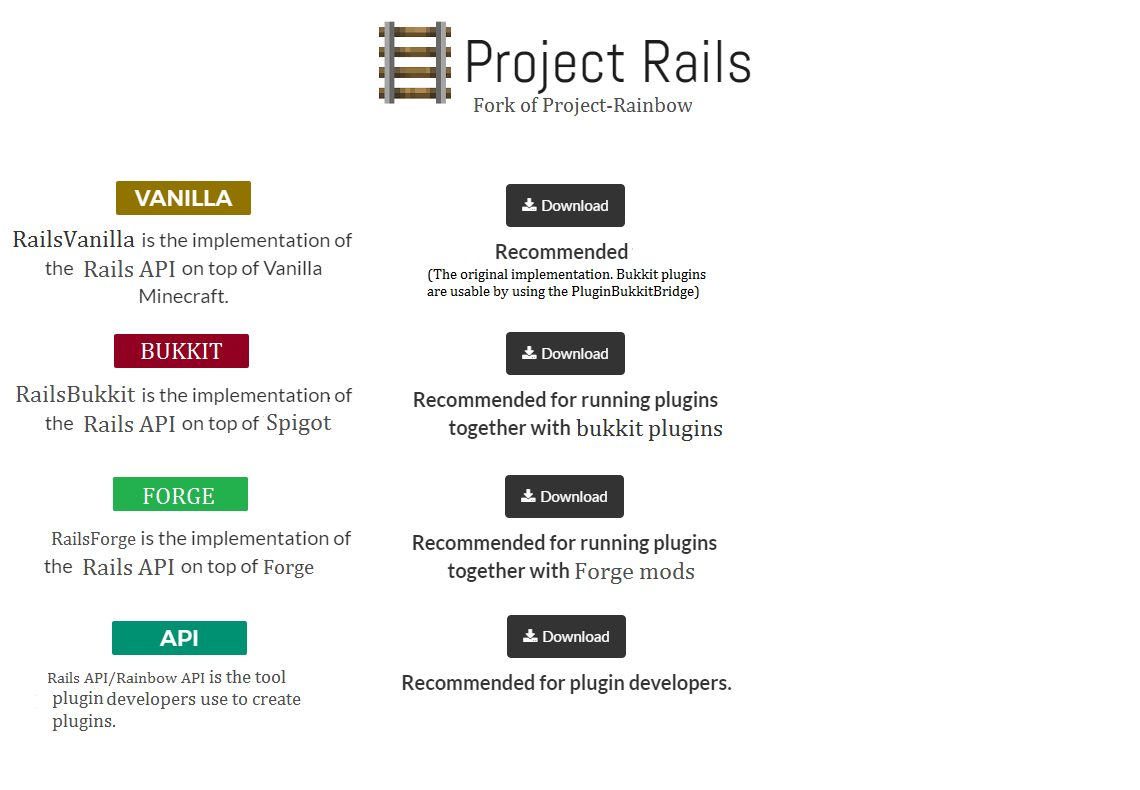 Project Rails
Fork of Project-Rainbow
VANILLA
Download
RailsVanilla is the implementation of
the Rails API on top of Vanilla
Minecraft.
Recommended
(The original implementation. Bukkit plugins
are usable by using the PluginBukkitBridge)
BUKKIT
Download
RailsBukkit is the implementation of
the Rails API on top of Spigot
Recommended for running plugins
together with bukkit plugins
FORGE
Download
RailsForge is the implementation of
the Rails API on top of Forge
Recommended for running plugins
together with Forge mods
API
Download
Rails API/Rainbow API is the tool
plugin developers use to create
plugins.
Recommended for plugin developers.